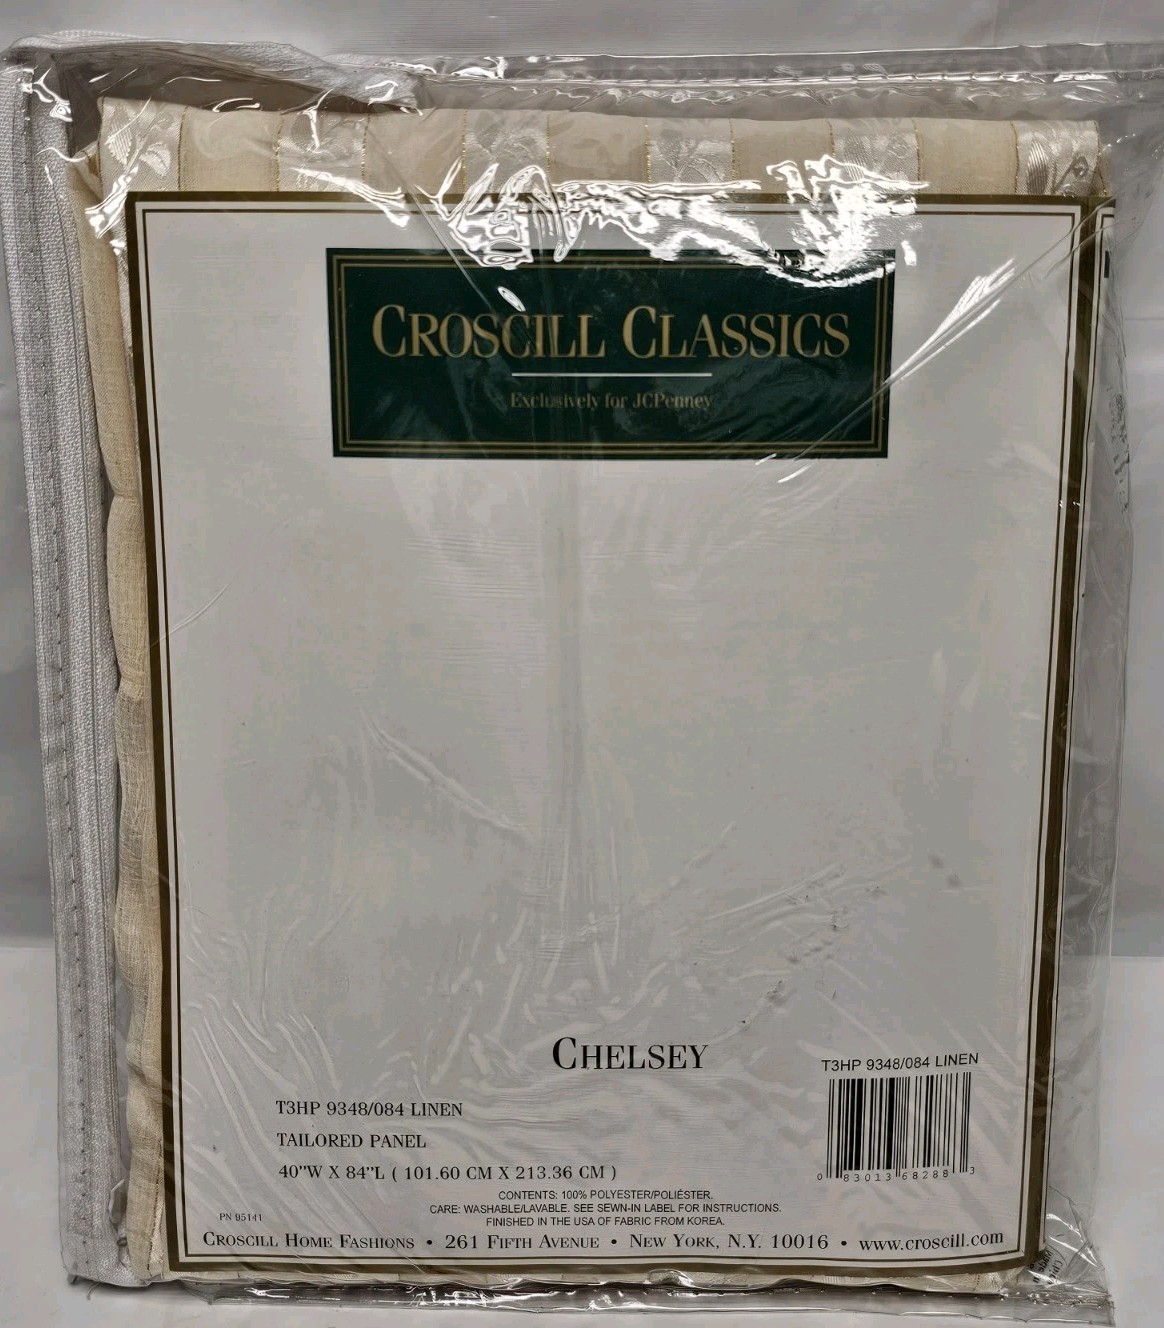 CROSCILL CLASSICS
Exclusively for JCPenney
CHELSEY
T3HP 9348/084 LINEN
T3HP 9348/084 LINEN
TAILORED PANEL
40"W X 84"L ( 101.60 CM X 213.36 CM )
0 83013 68288 3
CONTENTS: 100% POLYESTER/POLIÉSTER.
CARE: WASHABLE/LAVABLE. SEE SEWN-IN LABEL FOR INSTRUCTIONS.
FINISHED IN THE USA OF FABRIC FROM KOREA.
PN 95141
CROSCILL HOME FASHIONS • 261 FIFTH AVENUE • NEW YORK, N.Y. 10016 • www.croscill.com